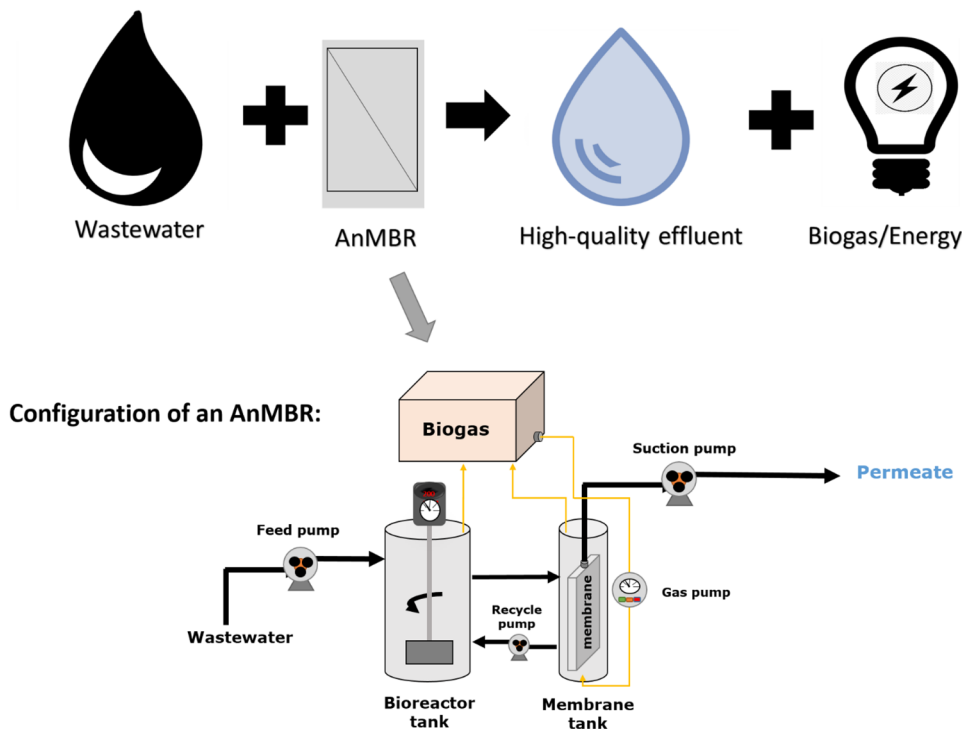 Wastewater
AnMBR
High-quality effluent
Biogas/Energy
Configuration of an AnMBR:
Biogas
Suction pump
Permeate
Feed pump
Wastewater
Recycle
pump
membrane
Gas pump
Bioreactor
tank
Membrane
tank